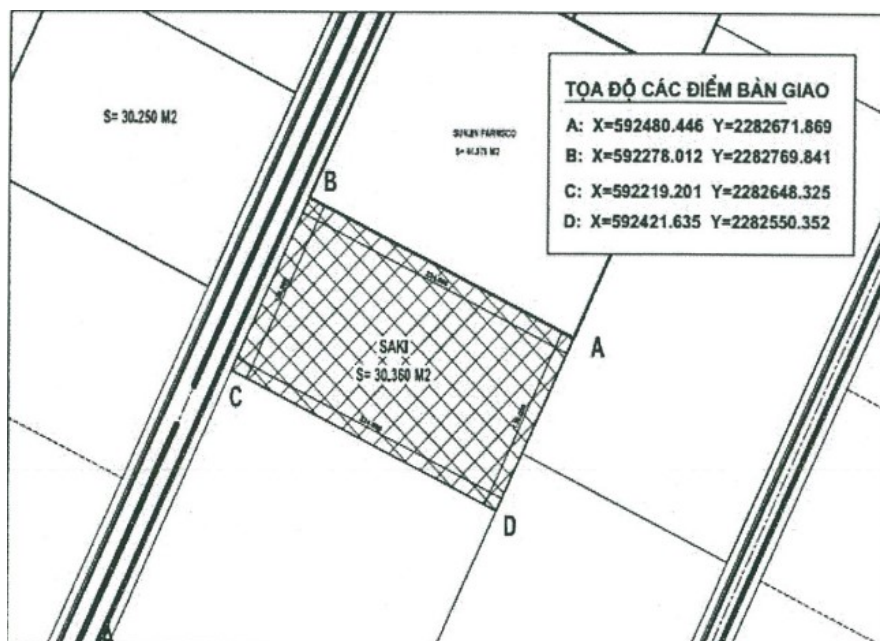 TỌA ĐỘ CÁC ĐIỂM BÀN GIAO
A: X=592480.446 Y=2282671.869
B: X=592278.012 Y=2282769.841
C: X=592219.201 Y=2282648.325
D: X=592421.635 Y=2282550.352
S= 30.250 M2
B
A
SAKI
S= 30.360 M2
C
D